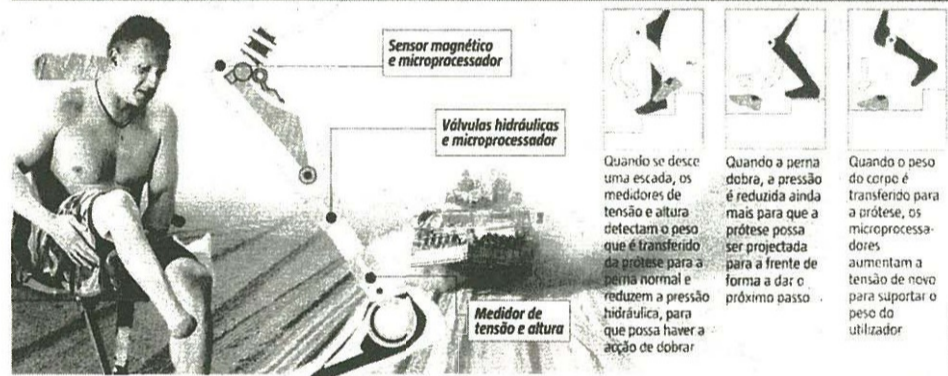 Sensor magnético
e microprocessador
Válvulas hidráulicas
e microprocessador
Medidor de
tensão e altura
Quando se desce
uma escada, os
medidores de
tensão e altura
detectam o peso
que é transferido
da prótese para a
perna normal e
reduzem a pressão
hidráulica, para
que possa haver a
acção de dobrar
Quando a perna
dobra, a pressão
é reduzida ainda
mais para que a
prótese possa
ser projectada
para a frente de
forma a dar o
próximo passo
Quando o peso
do corpo é
transferido para
a prótese, os
microprocessa-
dores
aumentam a
tensão de novo
para suportar o
peso do
utilizador